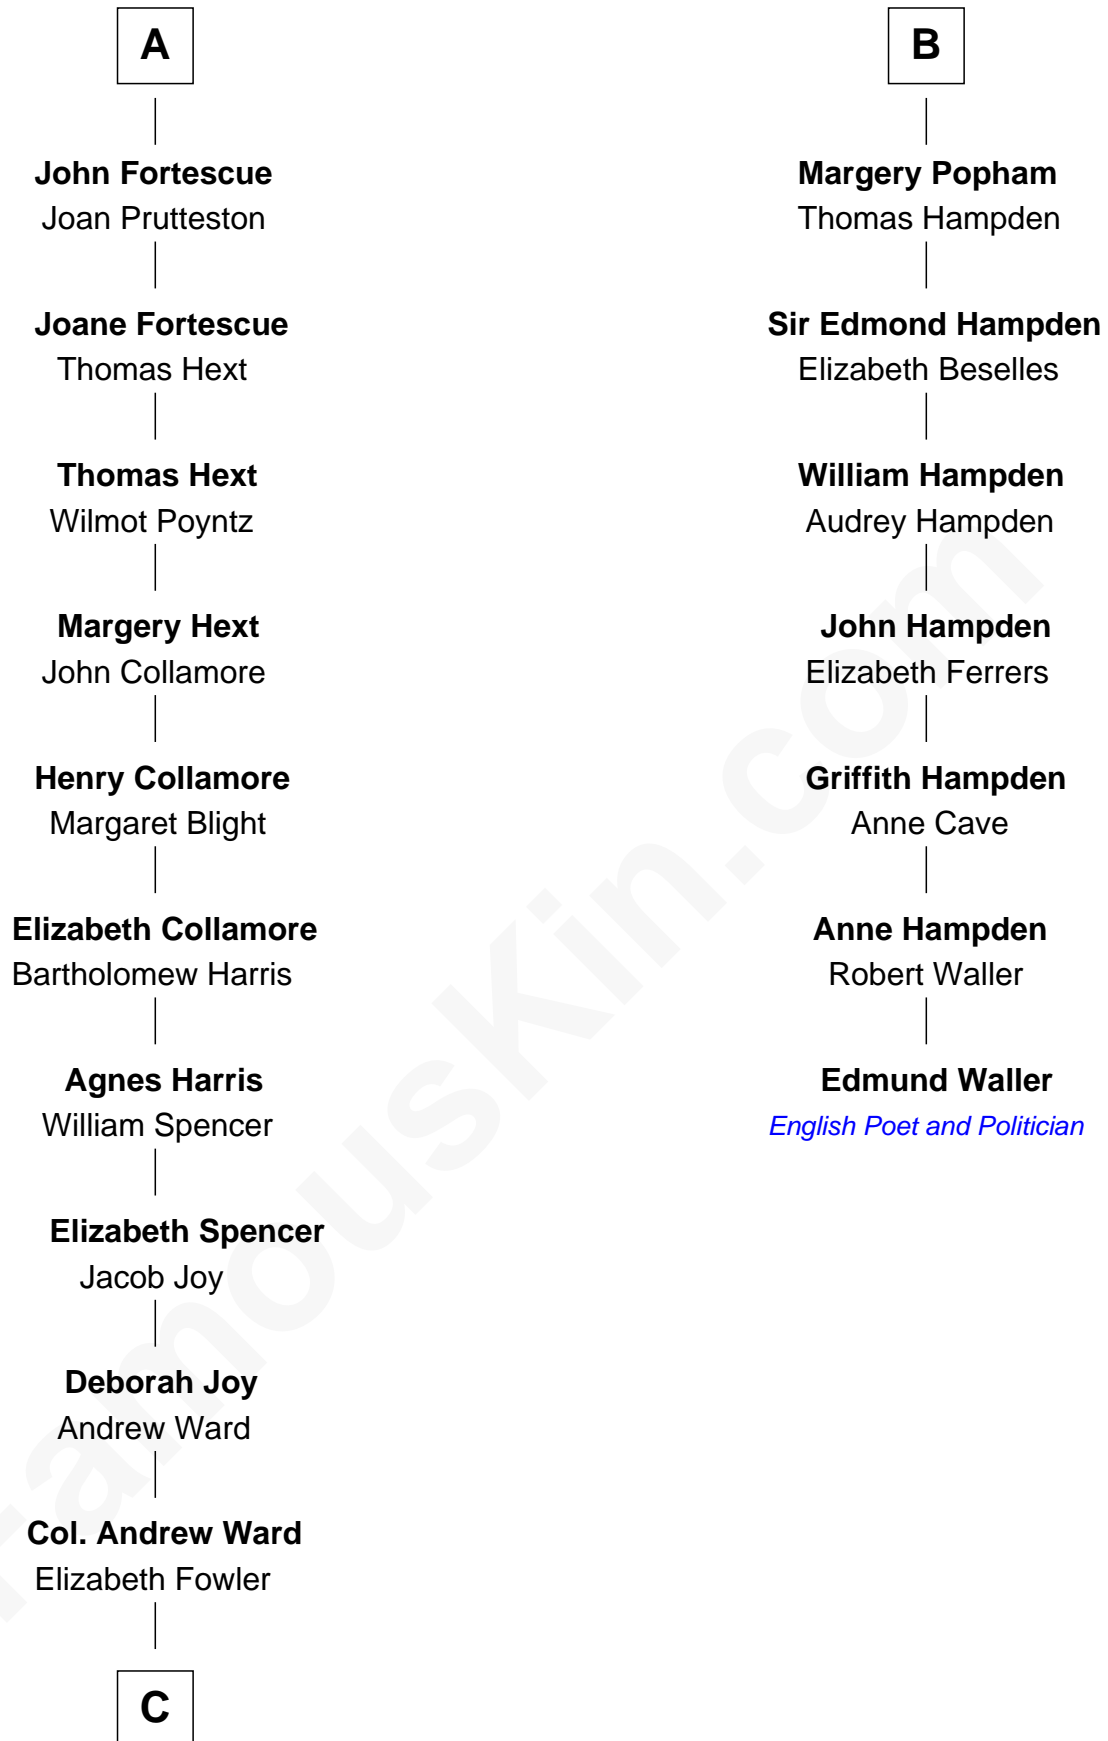 A
John Fortescue
Joan Prutteston
Joane Fortescue
Thomas Hext
Thomas Hext
Wilmot Poyntz
Margery Hext
John Collamore
Henry Collamore
Margaret Blight
Elizabeth Collamore
Bartholomew Harris
Agnes Harris
William Spencer
Elizabeth Spencer
Jacob Joy
Deborah Joy
Andrew Ward
Col. Andrew Ward
Elizabeth Fowler
C
B
Margery Popham
Thomas Hampden
Sir Edmond Hampden
Elizabeth Beselles
William Hampden
Audrey Hampden
John Hampden
Elizabeth Ferrers
Griffith Hampden
Anne Cave
Anne Hampden
Robert Waller
Edmund Waller
English Poet and Politician
FamousKin.com